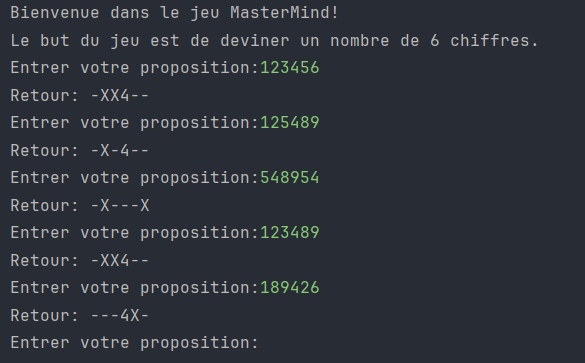 Bienvenue dans le jeu MasterMind!
Le but du jeu est de deviner un nombre de 6 chiffres.
Entrer votre proposition:123456
Retour: -XX4--
Entrer votre proposition:125489
Retour: -X-4--
Entrer votre proposition:548954
Retour: -X---X
Entrer votre proposition:123489
Retour: -XX4--
Entrer votre proposition:189426
Retour: ---4X-
Entrer votre proposition: